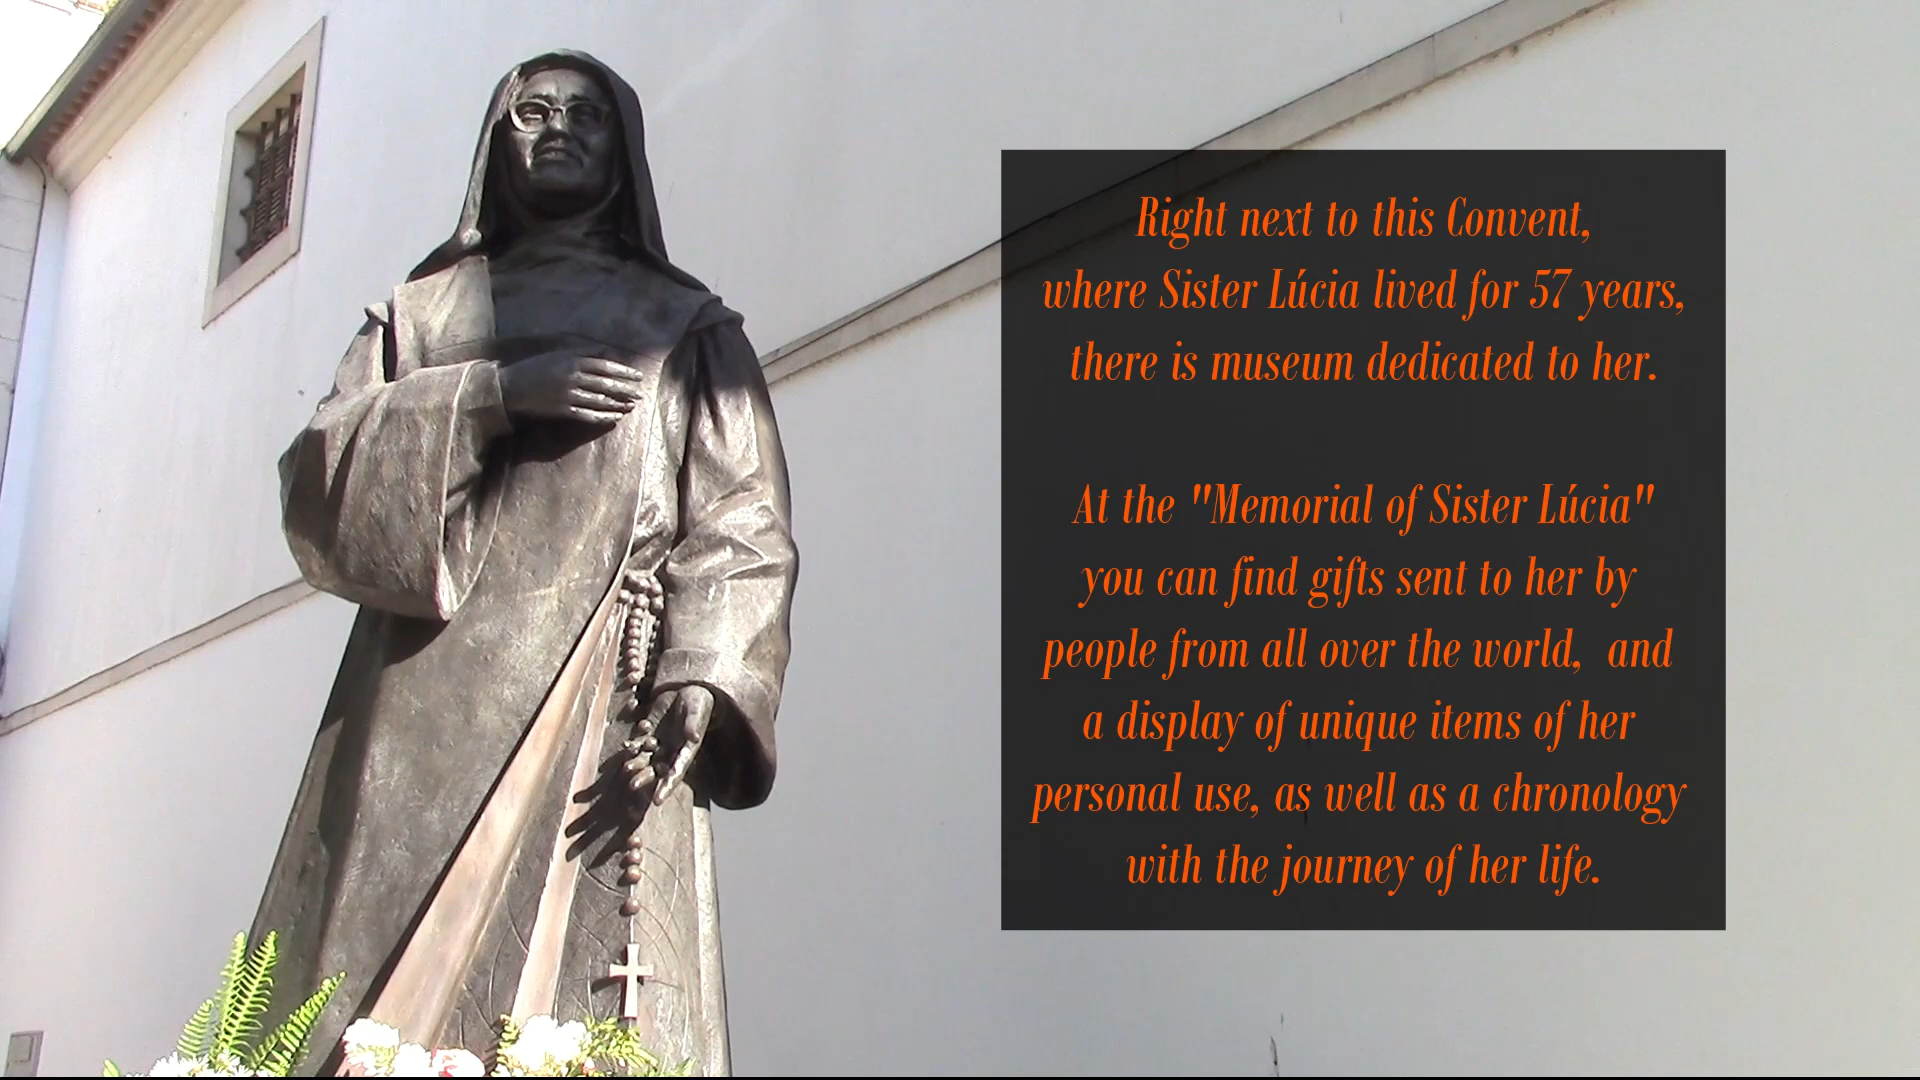 Right next to this Convent,
where Sister Lúcia lived for 57 years,
there is museum dedicated to her.
At the "Memorial of Sister Lúcia"
you can find gifts sent to her by
people from all over the world,  and
a display of unique items of her
personal use, as well as a chronology
with the journey of her life.